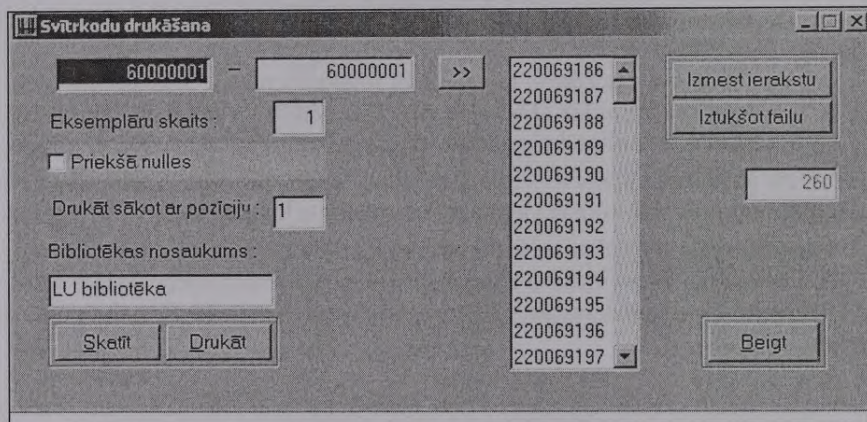 Svītrkodu drukāšana
60000001 – 60000001 >>
Eksemplāru skaits : 1
Priekšā nulles
Drukāt sākot ar pozīciju : 1
Bibliotēkas nosaukums :
LU bibliotēka
Skatīt Drukāt
220069186
220069187
220069188
220069189
220069190
220069191
220069192
220069193
220069194
220069195
220069196
220069197
Izmest ierakstu
Iztukšot failu
260
Beigt